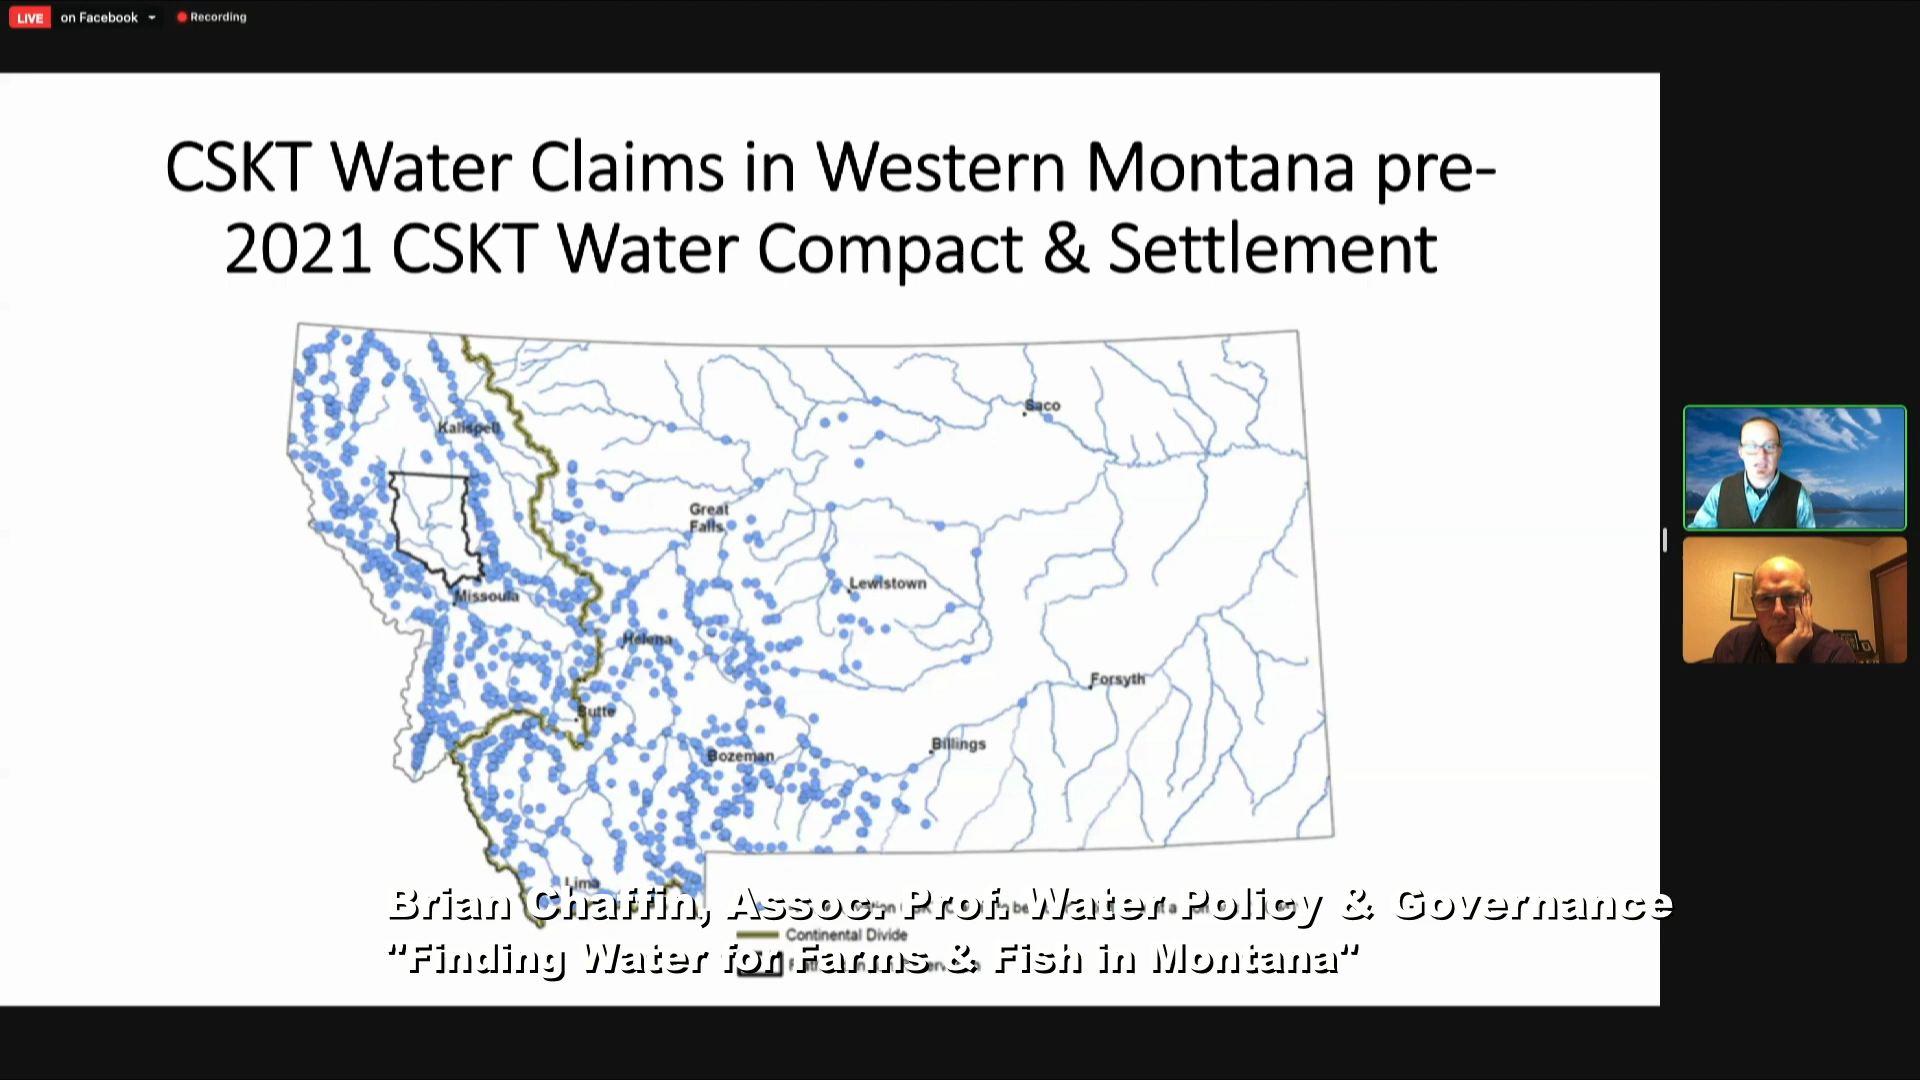 LIVE on Facebook Recording
CSKT Water Claims in Western Montana pre-
2021 CSKT Water Compact & Settlement
Saco
Kalispell
Great
Falls
Lewistown
Missoula
Helena
Forsyth
Butte
Billings
Bozeman
Lima
Brian Chaffin, Assoc. Prof. Water Policy & Governance
Continental Divide
"Finding Water for Farms & Fish in Montana"